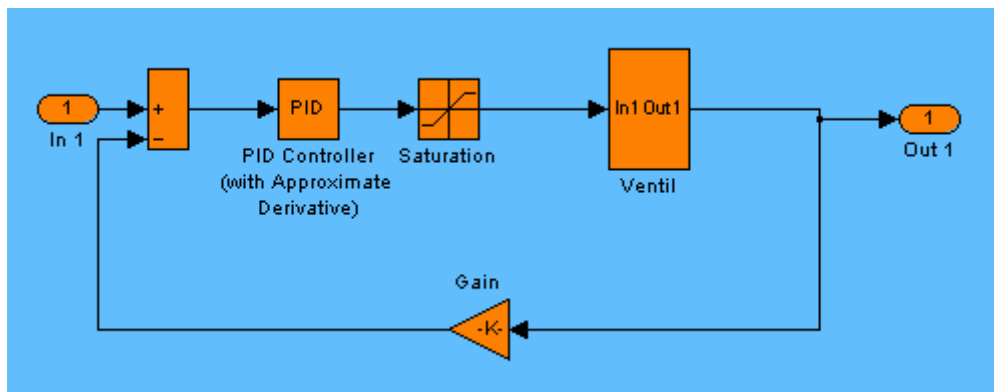 1
In 1
+
−
PID
PID Controller
(with Approximate
Derivative)
Saturation
In1 Out1
Ventil
1
Out 1
Gain
-K-